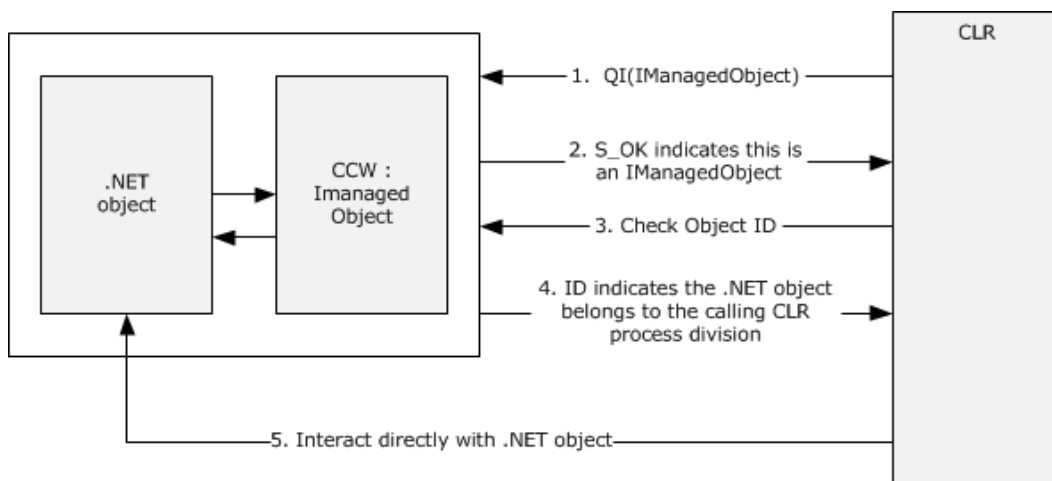 CLR
1. QI(IManagedObject)
.NET
object
CCW :
Imanaged
Object
2. S_OK indicates this is
an IManagedObject
3. Check Object ID
4. ID indicates the .NET object
belongs to the calling CLR
process division
5. Interact directly with .NET object